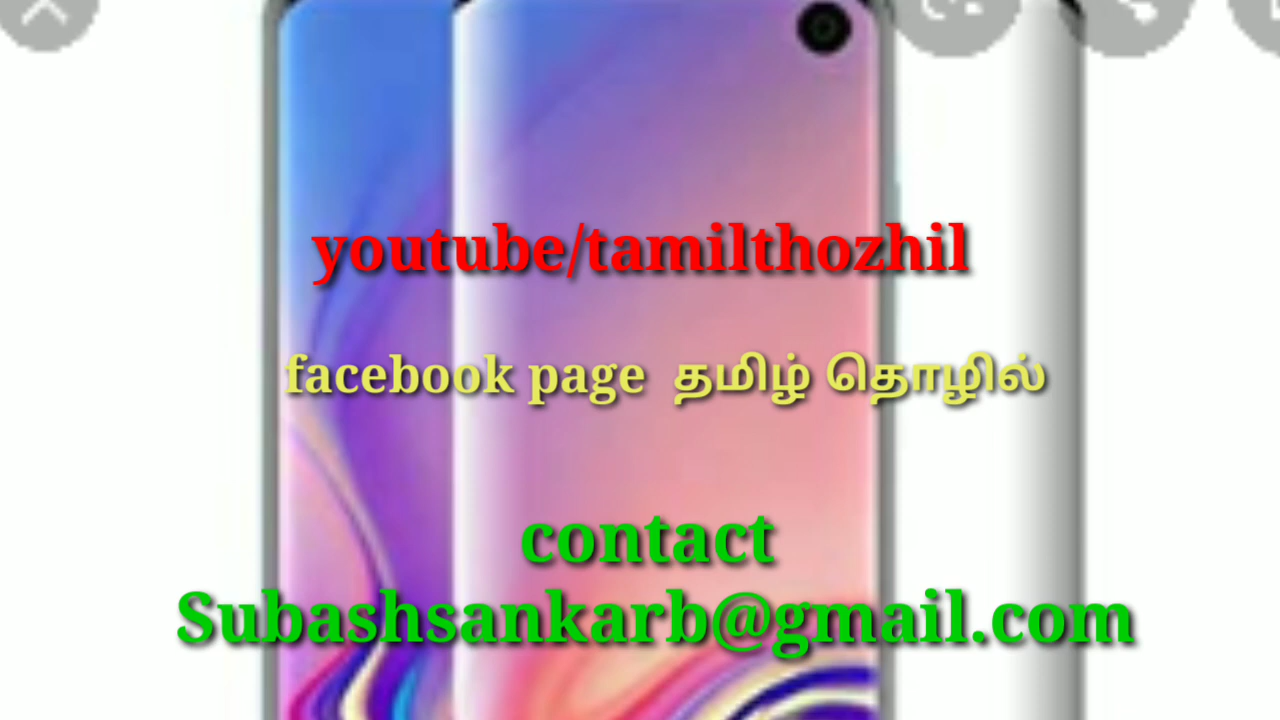 youtube/tamilthozhil
facebook page தமிழ் தொழில்
contact
Subashsankarb@gmail.com